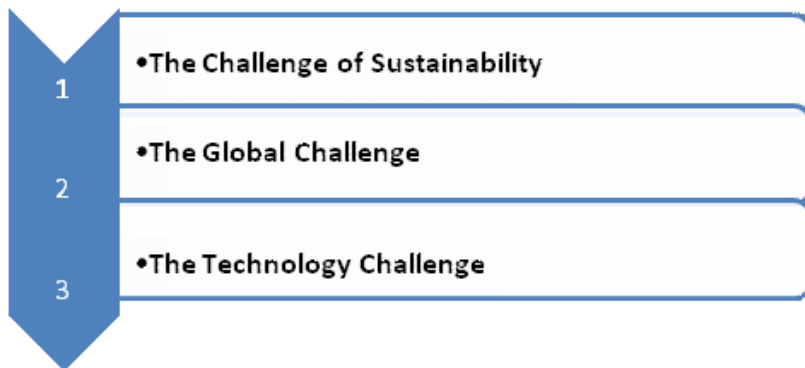 1
•The Challenge of Sustainability
2
•The Global Challenge
3
•The Technology Challenge